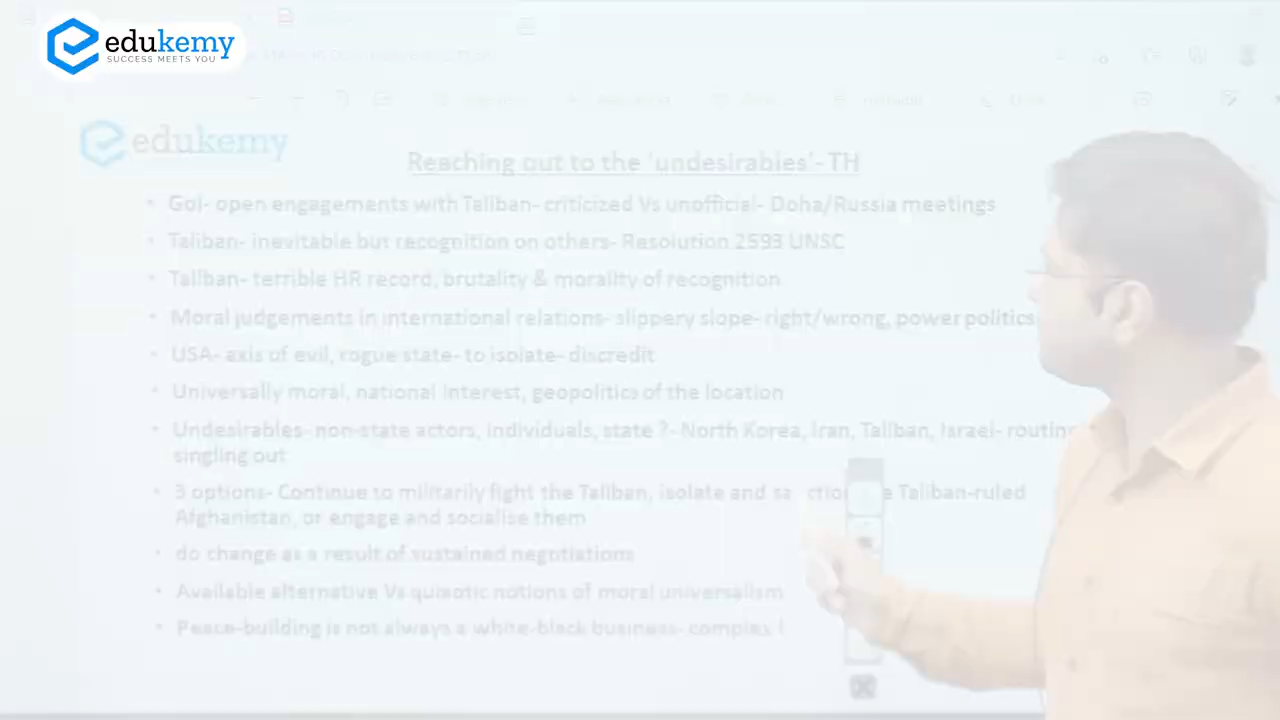 edukemy
SUCCESS MEETS YOU
edukemy
Reaching out to the 'undesirables'- TH
• GoI- open engagements with Taliban- criticized Vs unofficial- Doha/Russia meetings
• Taliban- inevitable but recognition on others- Resolution 2593 UNSC
• Taliban- terrible HR record, brutality & morality of recognition
• Moral judgements in international relations- slippery slope- right/wrong, power politics
• USA- axis of evil, rogue state- to isolate- discredit
• Universally moral, national interest, geopolitics of the location
• Undesirables- non-state actors, individuals, state ?- North Korea, Iran, Taliban, Israel- routine
singling out
• 3 options- Continue to militarily fight the Taliban, isolate and sanction the Taliban-ruled
Afghanistan, or engage and socialise them
• do change as a result of sustained negotiations
• Available alternative Vs quixotic notions of moral universalism
• Peace-building is not always a white-black business- complex !